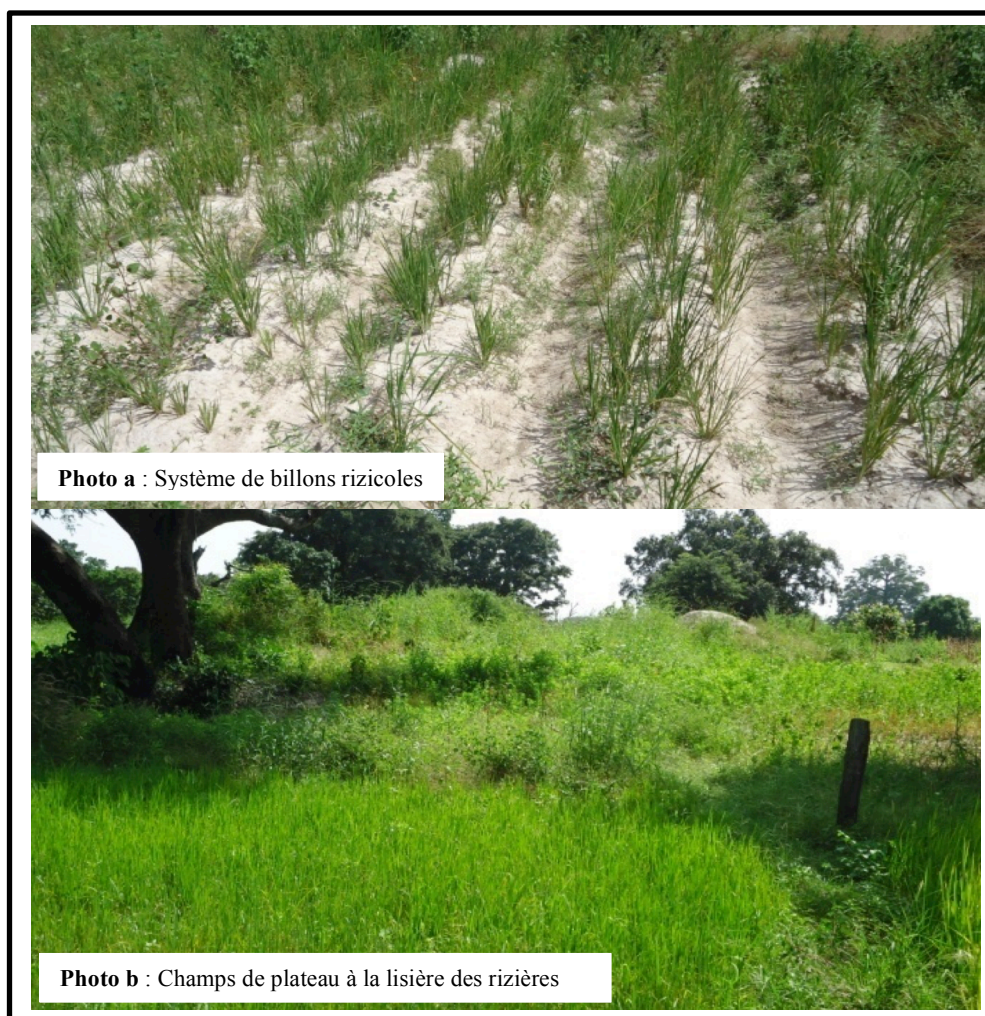 Photo a : Système de billons rizicoles
Photo b : Champs de plateau à la lisière des rizières